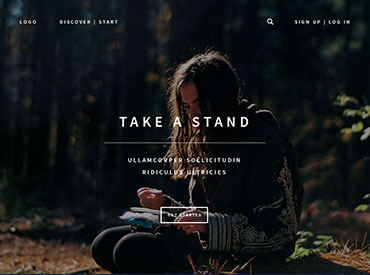 LOGO
DISCOVER | START
SIGN UP | LOG IN
TAKE A STAND
ULLAMCORPER SOLLICITUDIN
RIDICULUS ULTRICIES
GET STARTED